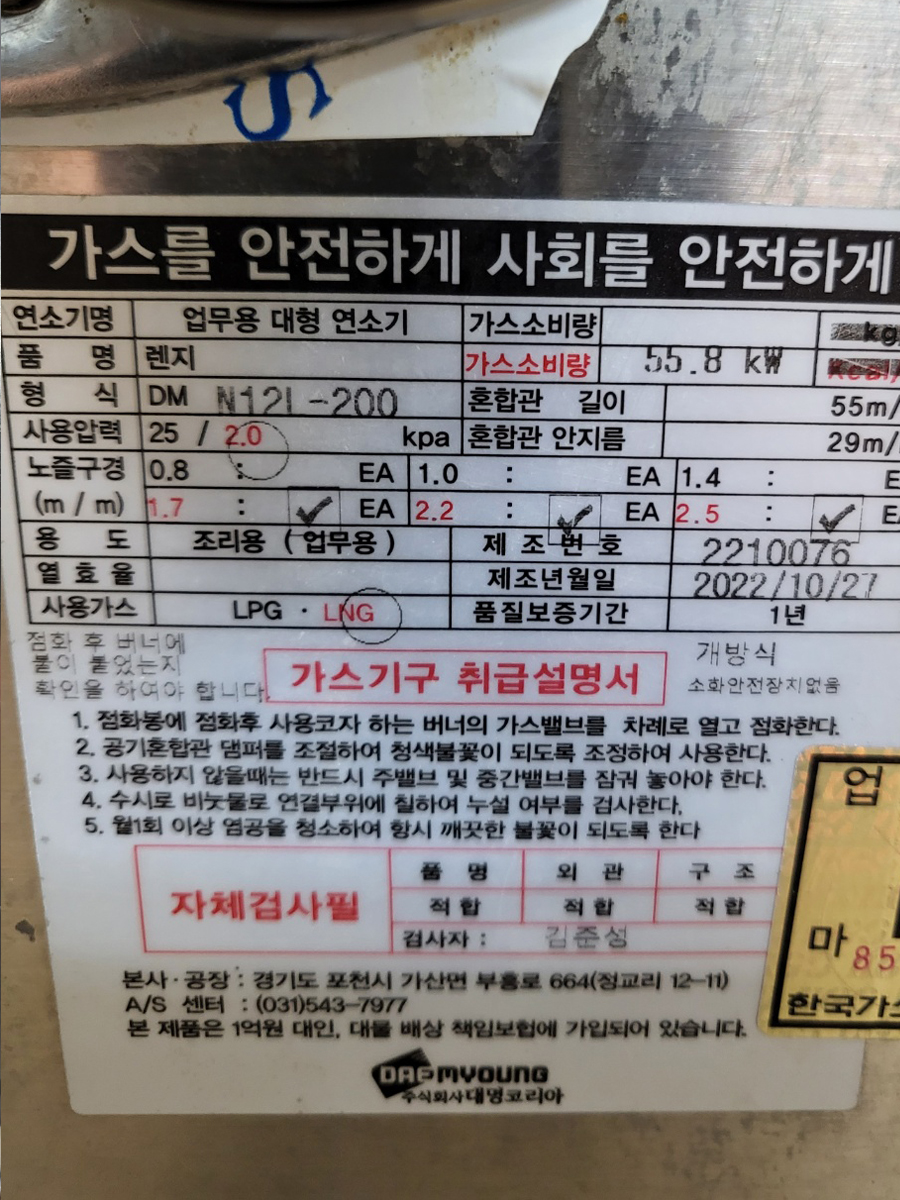 S
가스를 안전하게 사회를 안전하게
연소기명 업무용 대형 연소기 가스소비량 kg
품 명 렌지 가스소비량 55.8 kW
형 식 DM N12L-200 혼합관 길이 55m/
사용압력 25 / 2.0 kpa 혼합관 안지름 29m/
노즐구경 0.8 : EA 1.0 : EA 1.4 : E
(m / m) 1.7 : ✓ EA 2.2 : ✓ EA 2.5 : ✓ EA
용 도 조리용 (업무용) 제 조 번 호 2210076
열 효 율 제조년월일 2022/10/27
사용가스 LPG · LNG 품질보증기간 1년
점화 후 버너에
불이 붙었는지
확인을 하여야 합니다.
가스기구 취급설명서
개방식
소화안전장치없음
1. 점화봉에 점화후 사용코자 하는 버너의 가스밸브를 차례로 열고 점화한다.
2. 공기혼합관 댐퍼를 조절하여 청색불꽃이 되도록 조정하여 사용한다.
3. 사용하지 않을때는 반드시 주밸브 및 중간밸브를 잠궈 놓아야 한다.
4. 수시로 비눗물로 연결부위에 칠하여 누설 여부를 검사한다.
5. 월1회 이상 염공을 청소하여 항시 깨끗한 불꽃이 되도록 한다
자체검사필
품 명 외 관 구 조
적 합 적 합 적 합
검사자 : 김준성
업
마 85
한국가스
본사·공장 : 경기도 포천시 가산면 부흥로 664(정교리 12-11)
A/S 센터 : (031)543-7977
본 제품은 1억원 대인, 대물 배상 책임보험에 가입되어 있습니다.
DAEMYOUNG
주식회사대명코리아